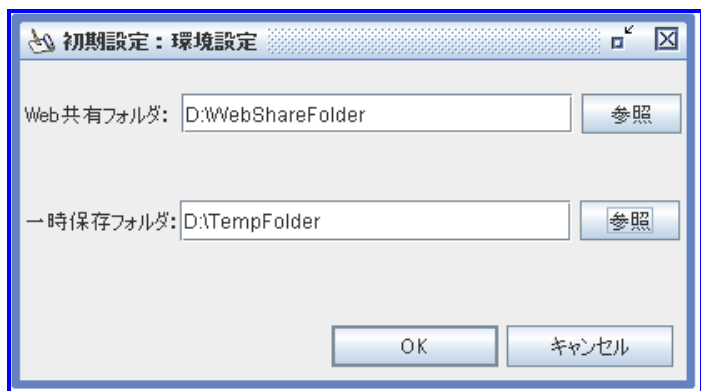 初期設定：環境設定
Web共有フォルダ: D:\WebShareFolder 参照
一時保存フォルダ: D:\TempFolder 参照
OK キャンセル